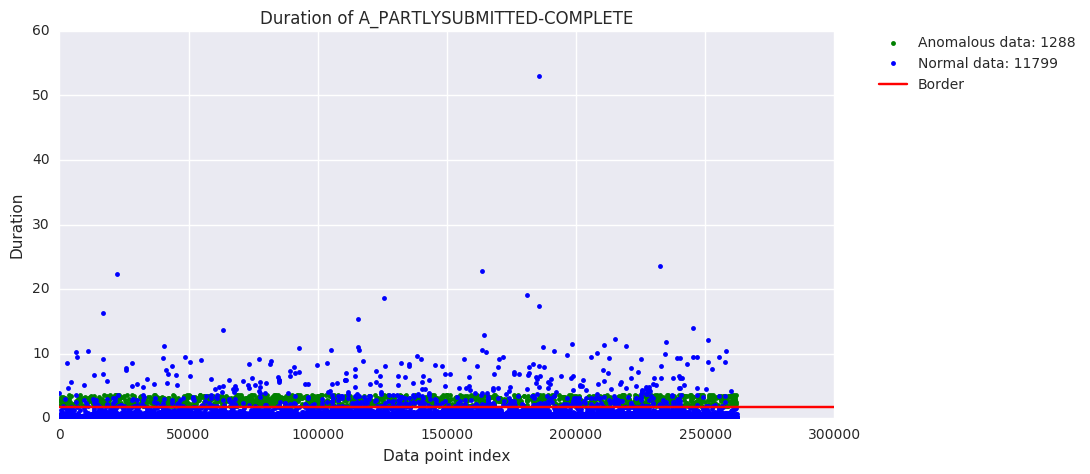 Duration of A_PARTLYSUBMITTED-COMPLETE
60
50
40
30
20
10
0
Duration
0
50000
100000
150000
200000
250000
300000
Data point index
Anomalous data: 1288
Normal data: 11799
Border